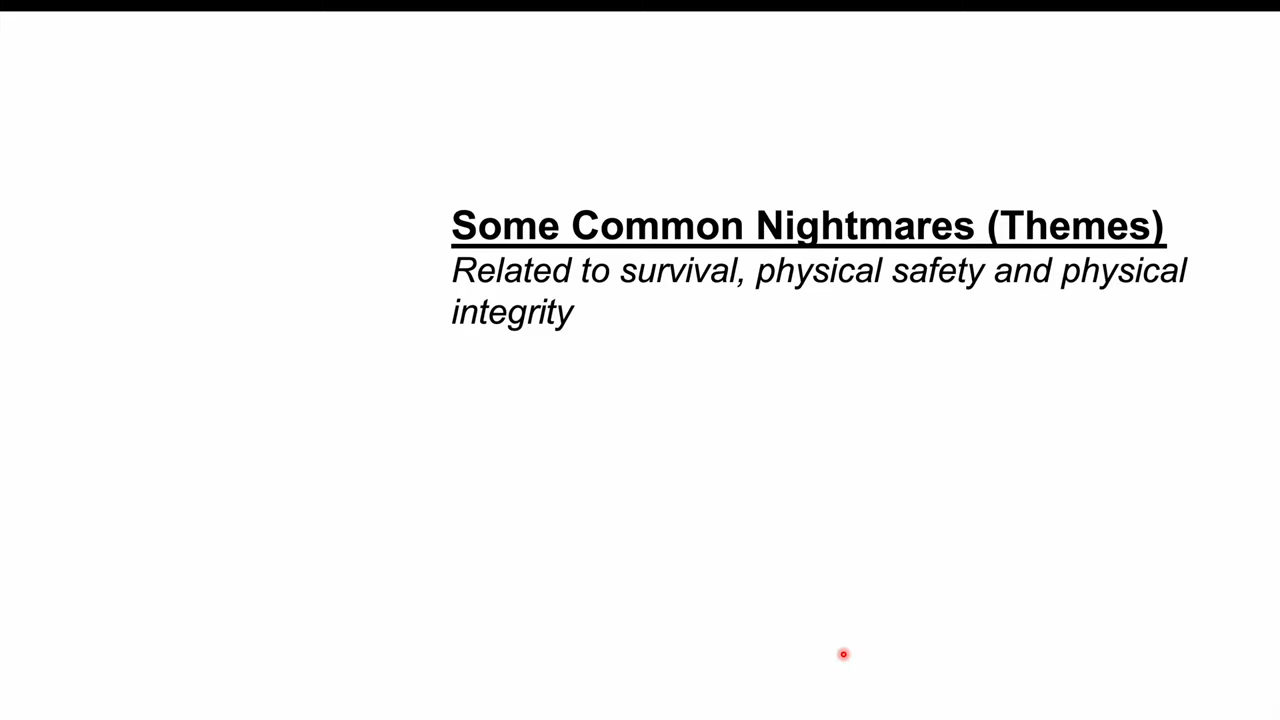 Some Common Nightmares (Themes)
Related to survival, physical safety and physical
integrity